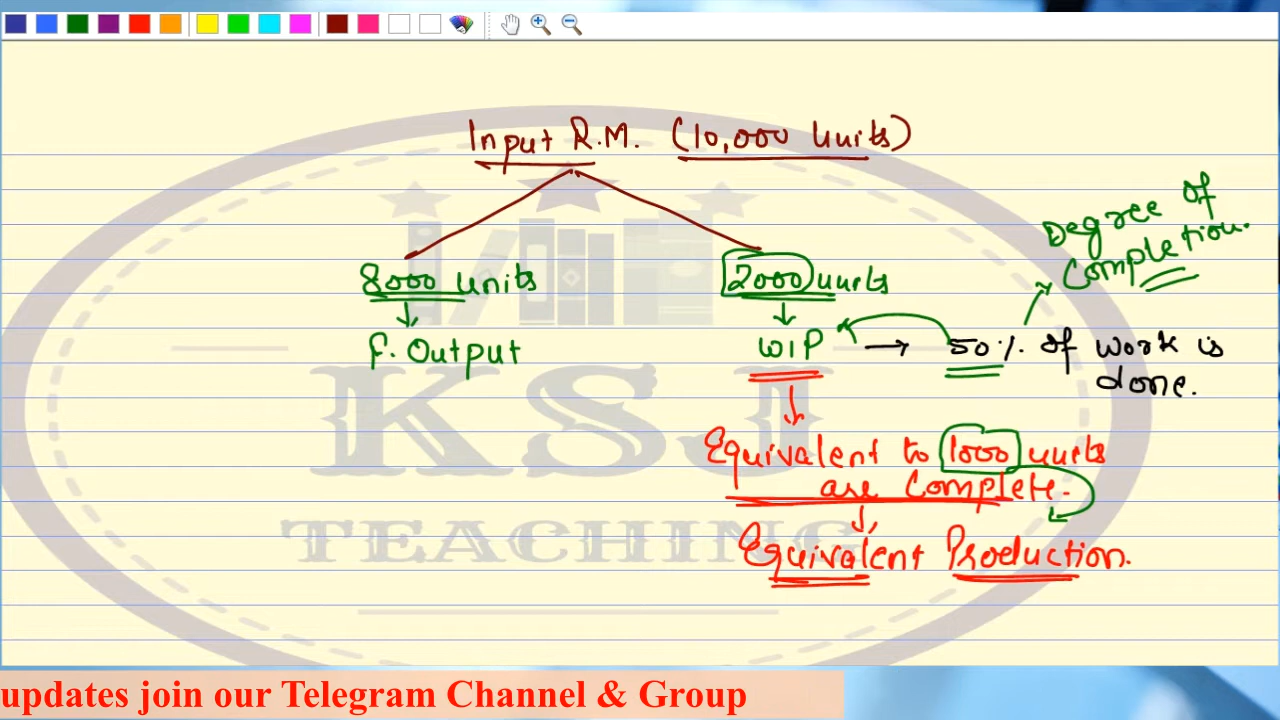 Input R.M. (10,000 Units)
Degree Of
Completion.
8000 Units
2000 units
F. Output
WIP → 50% Of Work is
done.
Equivalent to 1000 units
are Complete.
Equivalent Production.
KSJ
TEACHING
updates join our Telegram Channel & Group